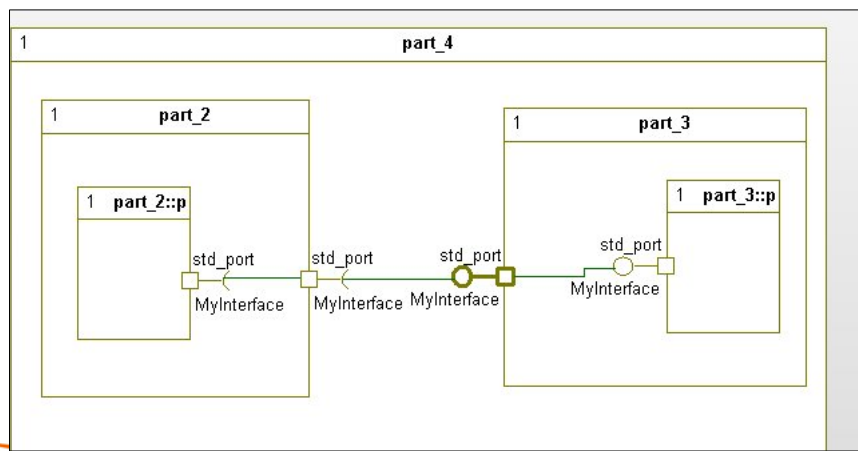 1 part_4
1 part_2
1 part_3
1 part_2::p
1 part_3::p
std_port
std_port
std_port
std_port
MyInterface
MyInterface
MyInterface
MyInterface